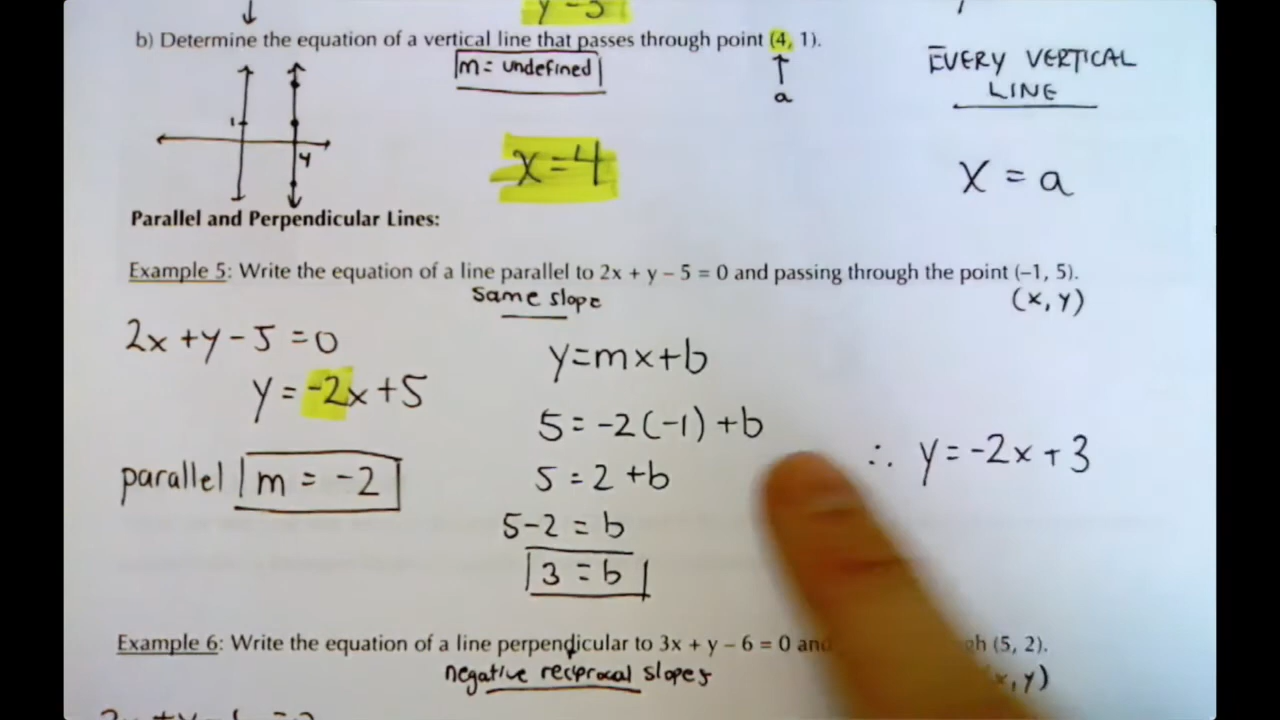 y = 3
b) Determine the equation of a vertical line that passes through point (4, 1).
m = undefined
a
EVERY VERTICAL
LINE
1
4
x = 4
x = a
Parallel and Perpendicular Lines:
Example 5: Write the equation of a line parallel to 2x + y – 5 = 0 and passing through the point (–1, 5).
same slope
(x, y)
2x + y - 5 = 0
y = -2x + 5
parallel m = -2
y = mx + b
5 = -2(-1) + b
5 = 2 + b
5 - 2 = b
3 = b
∴ y = -2x + 3
Example 6: Write the equation of a line perpendicular to 3x + y – 6 = 0 and (5, 2).
negative reciprocal slopes
x, y)